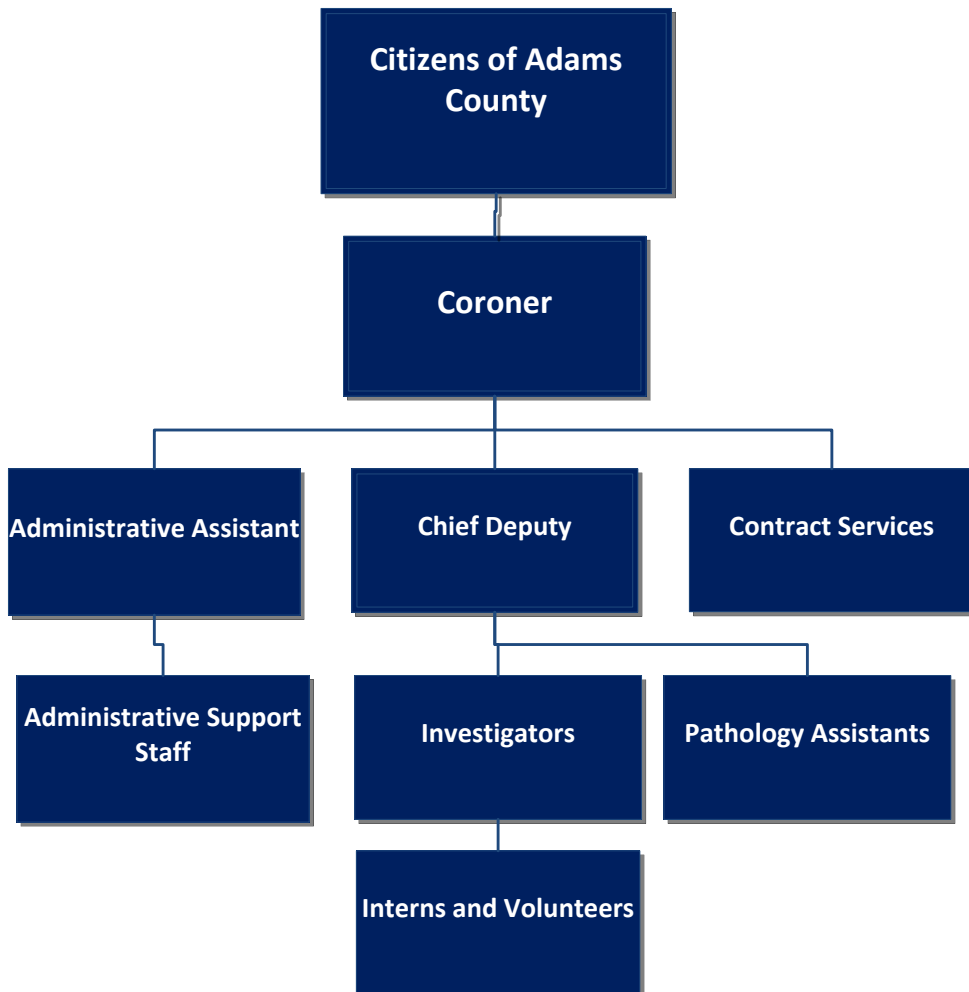 Citizens of Adams
County
Coroner
Administrative Assistant
Chief Deputy
Contract Services
Administrative Support
Staff
Investigators
Pathology Assistants
Interns and Volunteers